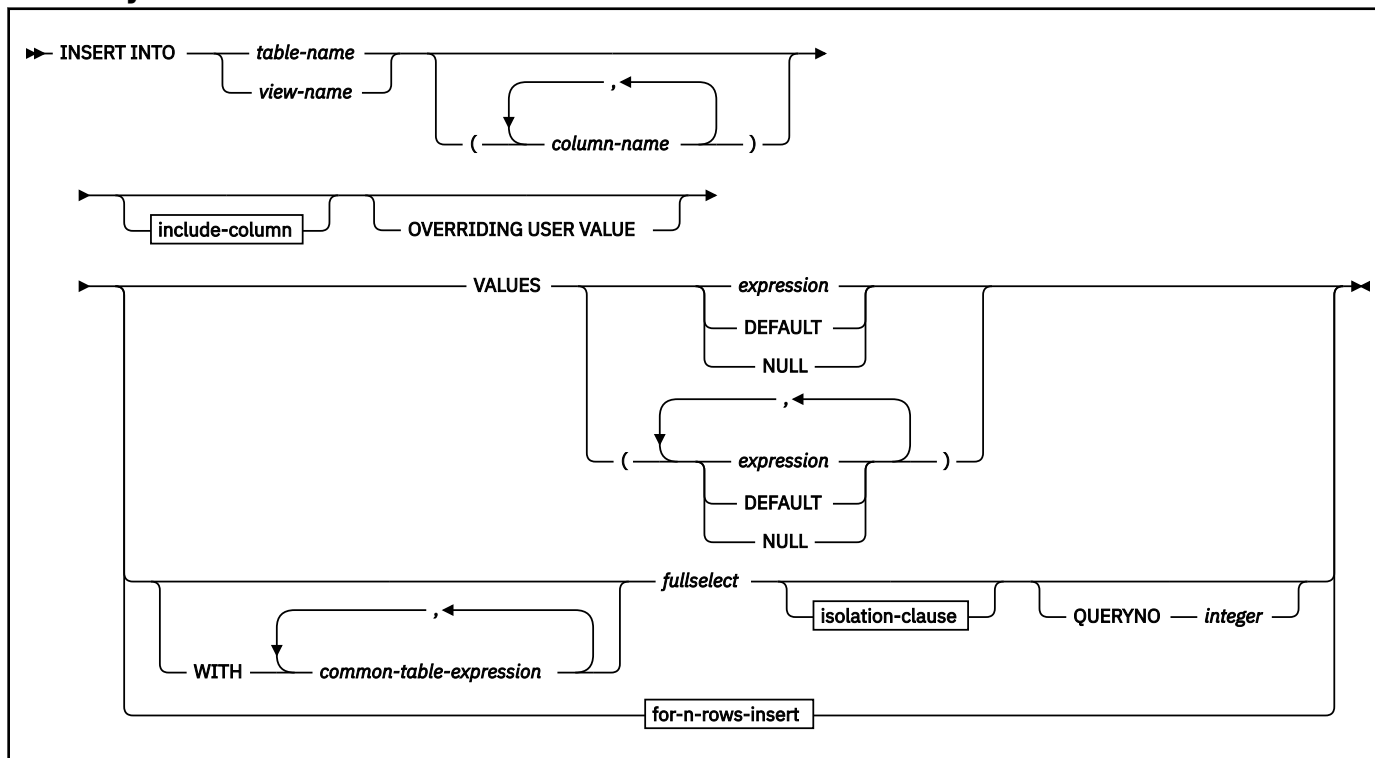 INSERT INTO table-name
view-name
,
( column-name )
include-column OVERRIDING USER VALUE
VALUES expression
DEFAULT
NULL
,
( expression )
DEFAULT
NULL
fullselect
,
isolation-clause QUERYNO integer
WITH common-table-expression
for-n-rows-insert